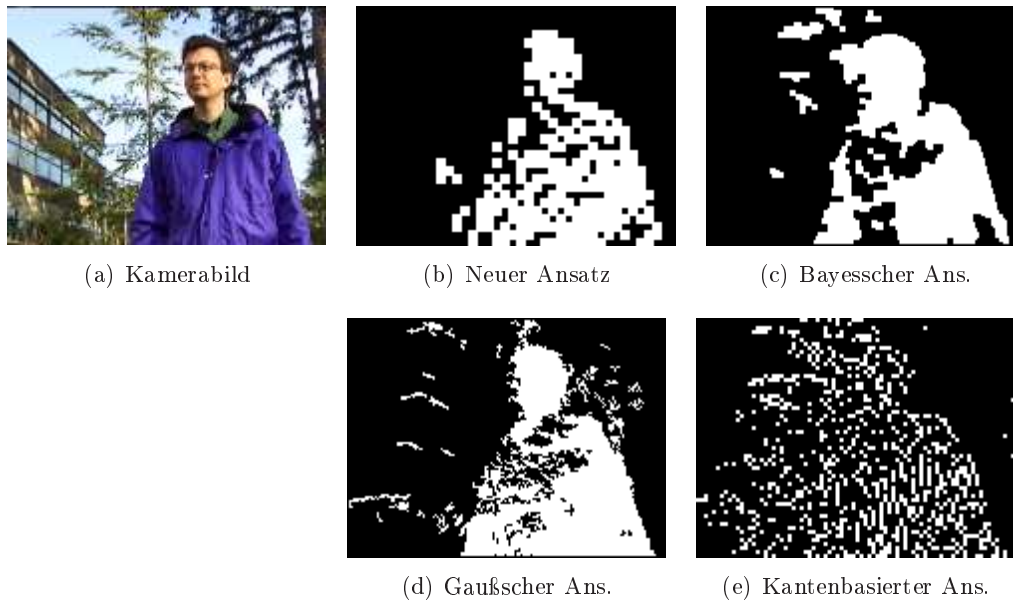 (a) Kamerabild
(b) Neuer Ansatz
(c) Bayesscher Ans.
(d) Gaußscher Ans.
(e) Kantenbasierter Ans.